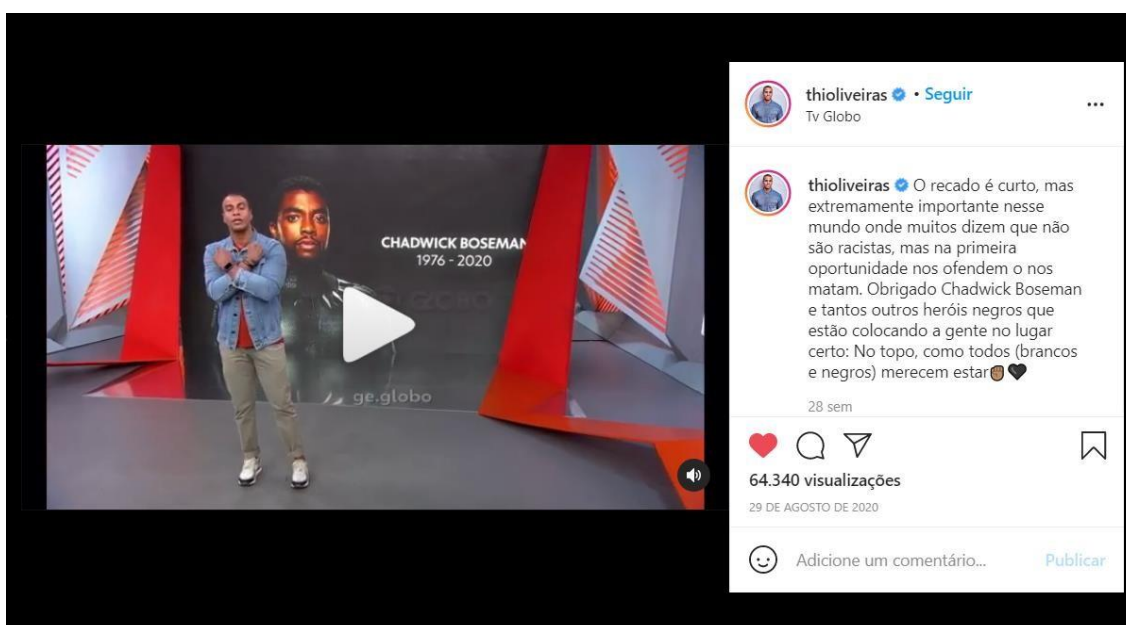 CHADWICK BOSEMAN
1976 - 2020
ge.globo
thioliveiras • Seguir
Tv Globo
thioliveiras O recado é curto, mas
extremamente importante nesse
mundo onde muitos dizem que não
são racistas, mas na primeira
oportunidade nos ofendem o nos
matam. Obrigado Chadwick Boseman
e tantos outros heróis negros que
estão colocando a gente no lugar
certo: No topo, como todos (brancos
e negros) merecem estar✊🏾🖤
28 sem
64.340 visualizações
29 DE AGOSTO DE 2020
Adicione um comentário... Publicar